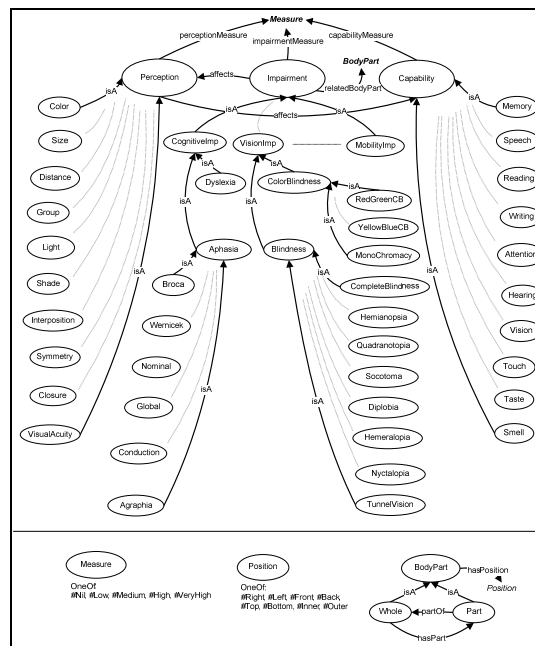 Measure
perceptionMeasure
impairmentMeasure
capabilityMeasure
BodyPart
Perception
affects
Impairment
relatedBodyPart
Capability
isA
isA
affects
isA
isA
Color
Memory
Size
CognitiveImp
VisionImp
MobilityImp
Speech
isA
isA
Distance
Dyslexia
ColorBlindness
isA
Reading
isA
isA
RedGreenCB
Group
Writing
isA
YellowBlueCB
Light
Aphasia
Blindness
MonoChromacy
Attention
isA
isA
isA
isA
Shade
Broca
CompleteBlindness
Hearing
Interposition
Wernicek
Hemianopsia
Vision
Symmetry
Nominal
Quadranotopia
Touch
isA
Socotoma
Closure
isA
Taste
Global
Diplobia
VisualAcuity
Hemeralopia
Smell
Conduction
Nyctalopia
Agraphia
TunnelVision
Measure
OneOf
#Nil, #Low, #Medium, #High, #VeryHigh
Position
OneOf:
#Right, #Left, #Front, #Back,
#Top, #Bottom, #Inner, #Outer
BodyPart
hasPosition
Position
isA
isA
Whole
partOf
Part
hasPart